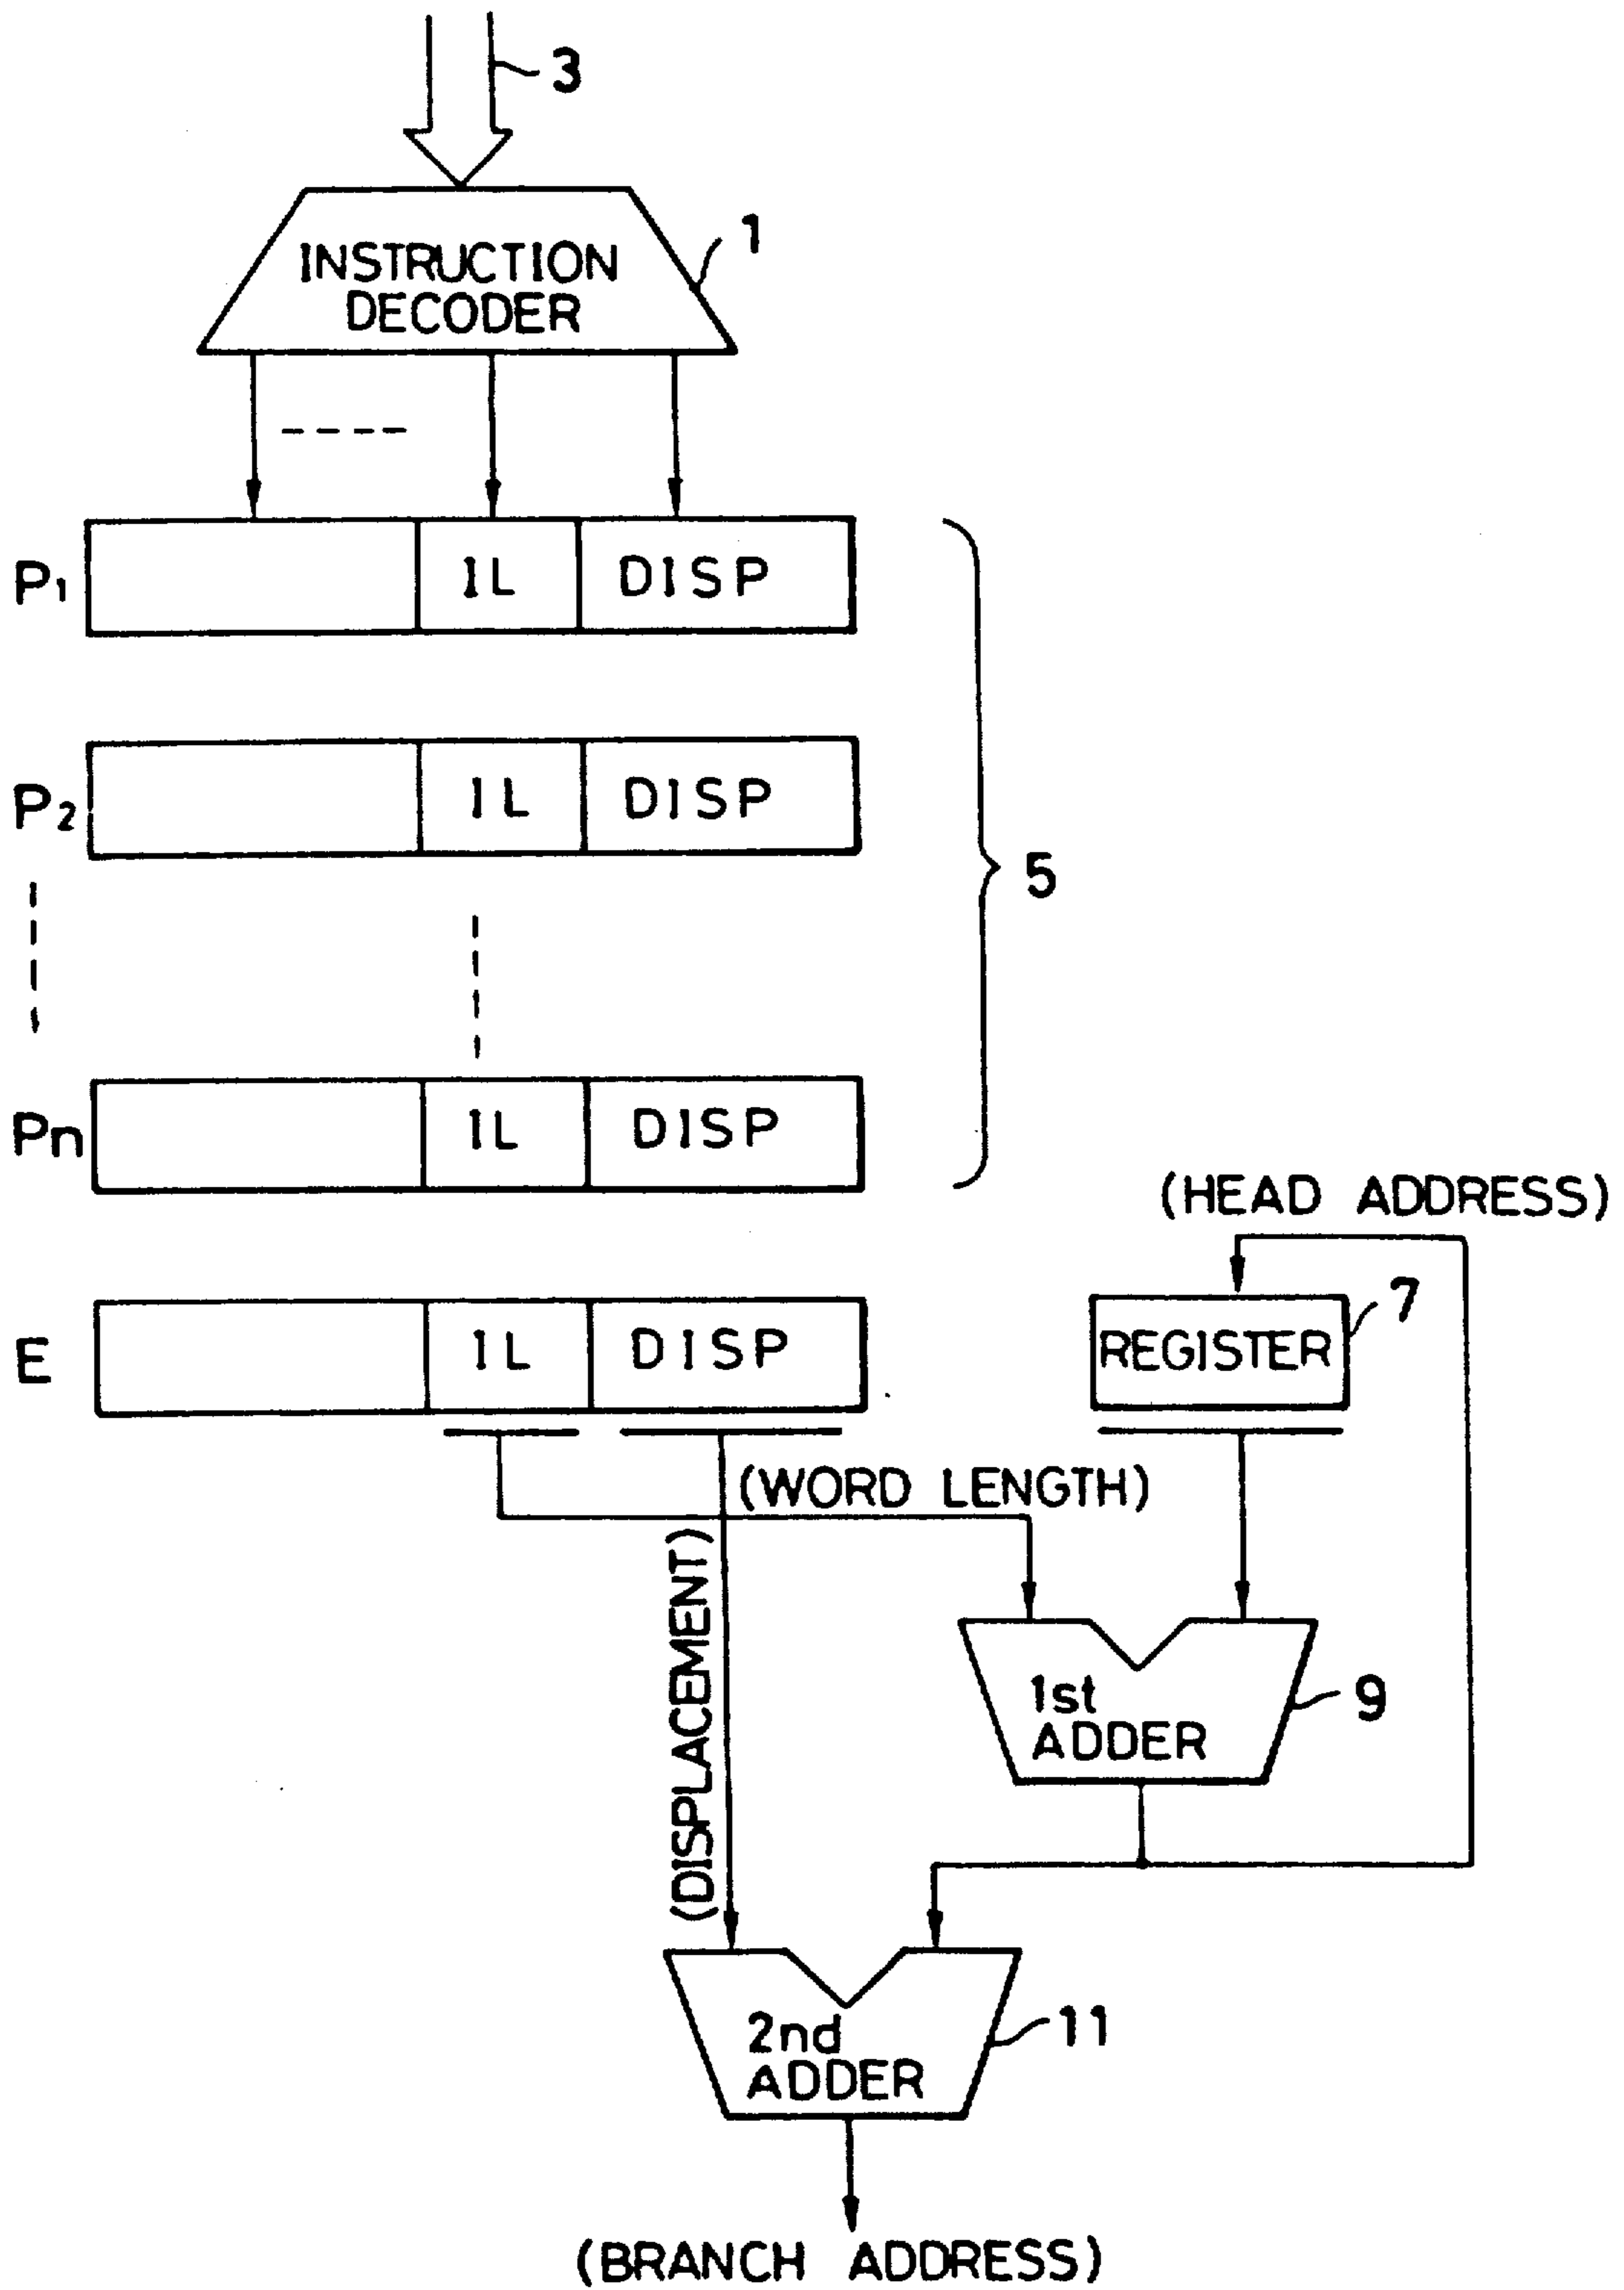 3
1
INSTRUCTION
DECODER
P1 IL DISP
P2 IL DISP
5
Pn IL DISP
(HEAD ADDRESS)
7
E IL DISP REGISTER
(WORD LENGTH)
(DISPLACEMENT)
1st
ADDER
9
2nd
ADDER
11
(BRANCH ADDRESS)